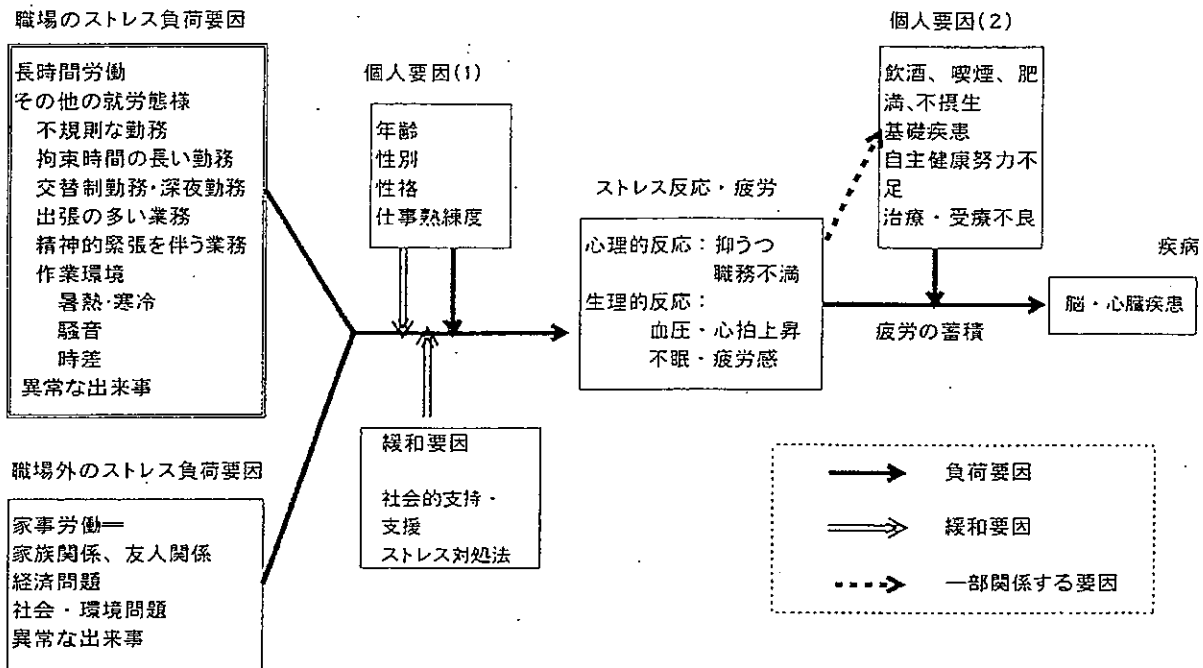 職場のストレス負荷要因
長時間労働
その他の就労態様
不規則な勤務
拘束時間の長い勤務
交替制勤務・深夜勤務
出張の多い業務
精神的緊張を伴う業務
作業環境
暑熱・寒冷
騒音
時差
異常な出来事
職場外のストレス負荷要因
家事労働═
家族関係、友人関係
経済問題
社会・環境問題
異常な出来事
個人要因(1)
年齢
性別
性格
仕事熟練度
緩和要因
社会的支持・
支援
ストレス対処法
ストレス反応・疲労
心理的反応：抑うつ
職務不満
生理的反応：
血圧・心拍上昇
不眠・疲労感
個人要因(2)
飲酒、喫煙、肥
満、不摂生
基礎疾患
自主健康努力不
足
治療・受療不良
疲労の蓄積
疾病
脳・心臓疾患
負荷要因
緩和要因
一部関係する要因